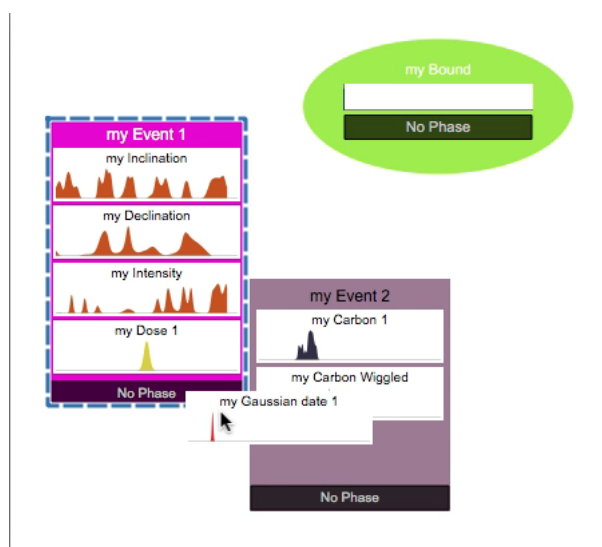 my Bound
No Phase
my Event 1
my Inclination
my Declination
my Intensity
my Dose 1
No Phase
my Event 2
my Carbon 1
my Carbon Wiggled
my Gaussian date 1
No Phase